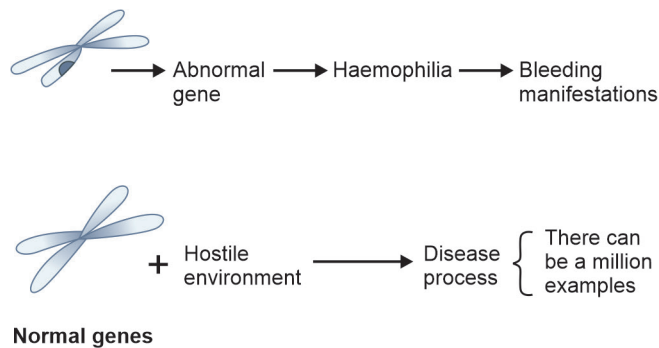 Abnormal gene
Haemophilia
Bleeding manifestations
+
Hostile environment
Disease process
There can be a million examples
Normal genes